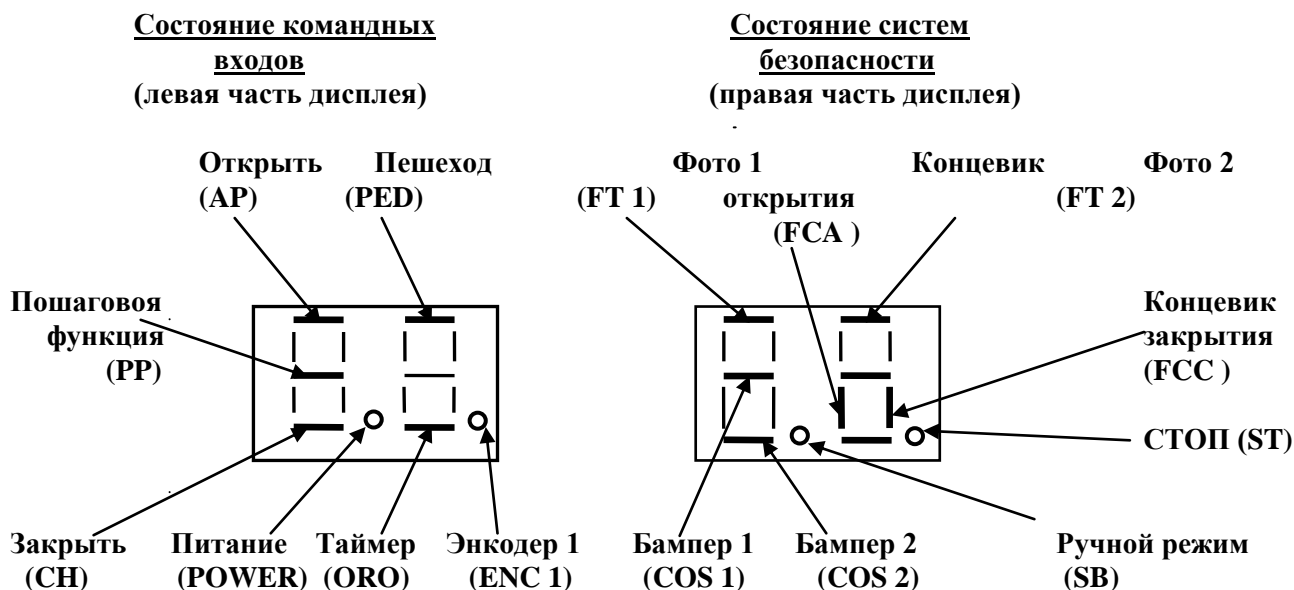 Состояние командных
входов
(левая часть дисплея)
Состояние систем
безопасности
(правая часть дисплея)
Открыть Пешеход
(AP) (PED)
Фото 1 Концевик Фото 2
(FT 1) открытия (FT 2)
(FCA )
Пошаговоя
функция
(PP)
Концевик
закрытия
(FCC )
СТОП (ST)
Закрыть Питание Таймер Энкодер 1
(CH) (POWER) (ORO) (ENC 1)
Бампер 1 Бампер 2 Ручной режим
(COS 1) (COS 2) (SB)